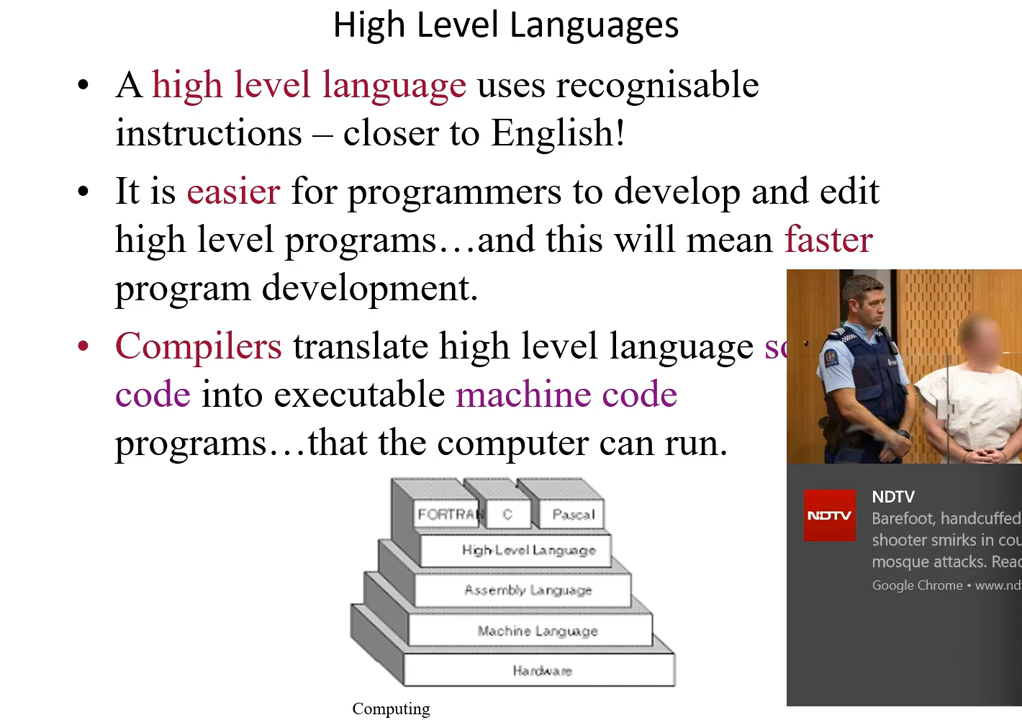 High Level Languages
• A high level language uses recognisable
instructions – closer to English!
• It is easier for programmers to develop and edit
high level programs…and this will mean faster
program development.
• Compilers translate high level language
code into executable machine code
programs…that the computer can run.
FORTRAN C Pascal
High-Level Language
Assembly Language
Machine Language
Hardware
Computing
NDTV
NDTV
Barefoot, handcuffed
shooter smirks in
mosque attacks.
Google Chrome •